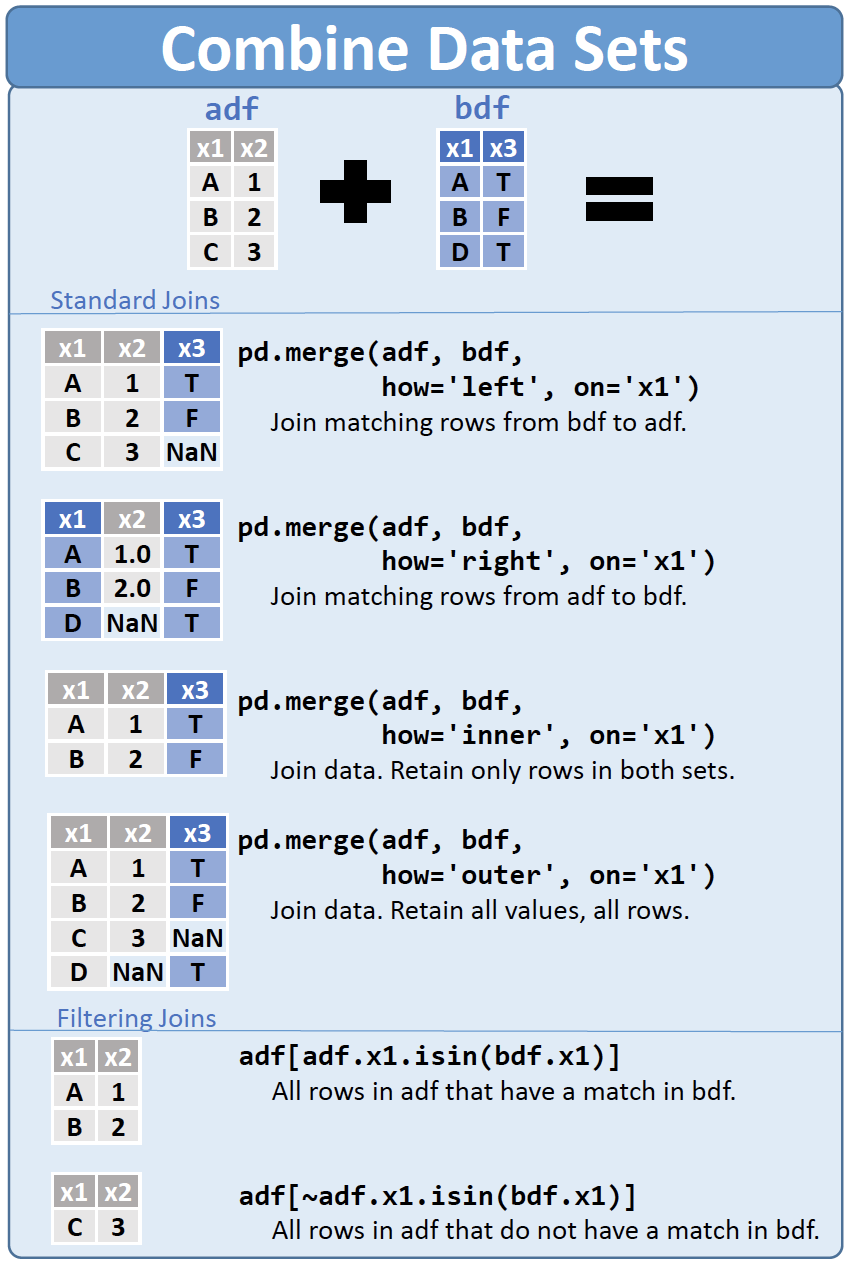 Combine Data Sets
adf bdf
x1 x2 x1 x3
A 1 A T
B 2 B F
C 3 D T
Standard Joins
x1 x2 x3
A 1 T
B 2 F
C 3 NaN
pd.merge(adf, bdf,
how='left', on='x1')
Join matching rows from bdf to adf.
x1 x2 x3
A 1.0 T
B 2.0 F
D NaN T
pd.merge(adf, bdf,
how='right', on='x1')
Join matching rows from adf to bdf.
x1 x2 x3
A 1 T
B 2 F
pd.merge(adf, bdf,
how='inner', on='x1')
Join data. Retain only rows in both sets.
x1 x2 x3
A 1 T
B 2 F
C 3 NaN
D NaN T
pd.merge(adf, bdf,
how='outer', on='x1')
Join data. Retain all values, all rows.
Filtering Joins
x1 x2
A 1
B 2
adf[adf.x1.isin(bdf.x1)]
All rows in adf that have a match in bdf.
x1 x2
C 3
adf[~adf.x1.isin(bdf.x1)]
All rows in adf that do not have a match in bdf.